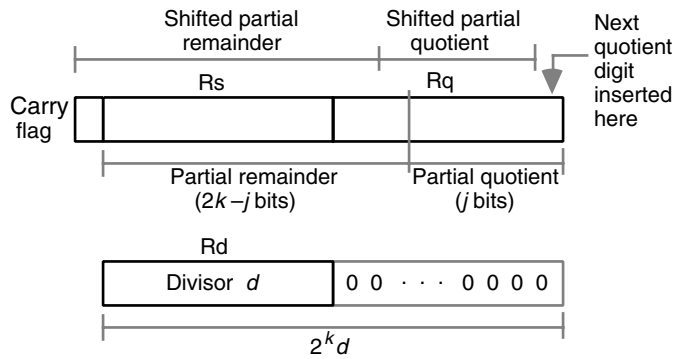 Shifted partial
remainder
Shifted partial
quotient
Next
quotient
digit
inserted
here
Rs
Rq
Carry
flag
Partial remainder
(2k – j bits)
Partial quotient
(j bits)
Rd
Divisor d
0 0 · · · 0 0 0 0
2^k d